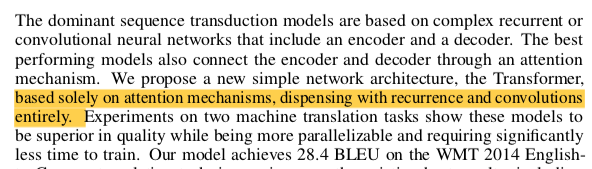 The dominant sequence transduction models are based on complex recurrent or
convolutional neural networks that include an encoder and a decoder. The best
performing models also connect the encoder and decoder through an attention
mechanism. We propose a new simple network architecture, the Transformer,
based solely on attention mechanisms, dispensing with recurrence and convolutions
entirely. Experiments on two machine translation tasks show these models to
be superior in quality while being more parallelizable and requiring significantly
less time to train. Our model achieves 28.4 BLEU on the WMT 2014 English-